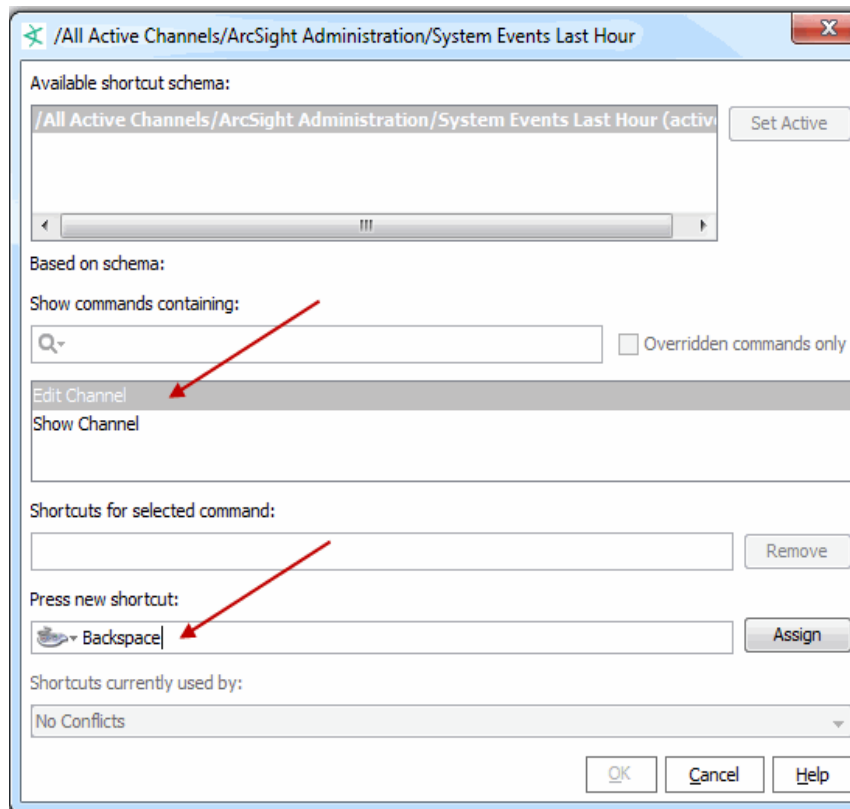 /All Active Channels/ArcSight Administration/System Events Last Hour
Available shortcut schema:
/All Active Channels/ArcSight Administration/System Events Last Hour (activ
Set Active
Based on schema:
Show commands containing:
Overridden commands only
Edit Channel
Show Channel
Shortcuts for selected command:
Remove
Press new shortcut:
Backspace
Assign
Shortcuts currently used by:
No Conflicts
OK
Cancel
Help